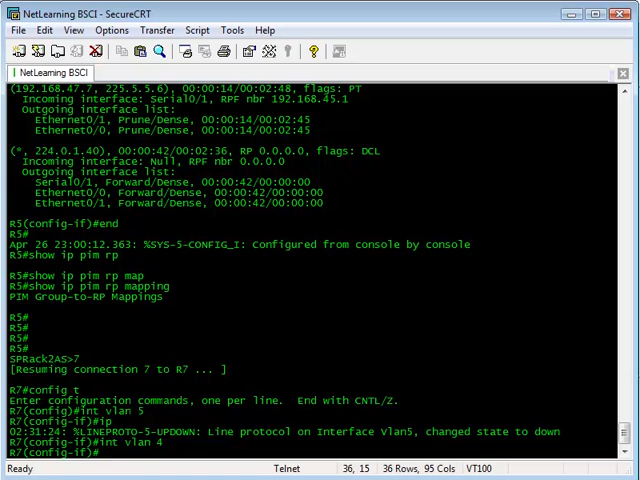 NetLearning BSCI - SecureCRT
File Edit View Options Transfer Script Tools Help
NetLearning BSCI
(192.168.47.7, 225.5.5.6), 00:00:14/00:02:48, flags: PT
Incoming interface: Serial0/1, RPF nbr 192.168.45.1
Outgoing interface list:
Ethernet0/1, Prune/Dense, 00:00:14/00:02:45
Ethernet0/0, Prune/Dense, 00:00:14/00:02:45
(*, 224.0.1.40), 00:00:42/00:02:36, RP 0.0.0.0, flags: DCL
Incoming interface: Null, RPF nbr 0.0.0.0
Outgoing interface list:
Serial0/1, Forward/Dense, 00:00:42/00:00:00
Ethernet0/0, Forward/Dense, 00:00:42/00:00:00
Ethernet0/1, Forward/Dense, 00:00:42/00:00:00
R5(config-if)#end
R5#
Apr 26 23:00:12.363: %SYS-5-CONFIG_I: Configured from console by console
R5#show ip pim rp
R5#show ip pim rp map
R5#show ip pim rp mapping
PIM Group-to-RP Mappings
R5#
R5#
R5#
R5#
SPRack2AS>7
[Resuming connection 7 to R7 ... ]
R7#config t
Enter configuration commands, one per line.  End with CNTL/Z.
R7(config)#int vlan 5
R7(config-if)#ip
02:31:24: %LINEPROTO-5-UPDOWN: Line protocol on Interface Vlan5, changed state to down
R7(config-if)#int vlan 4
R7(config-if)#
Ready Telnet 36, 15 36 Rows, 95 Cols VT100